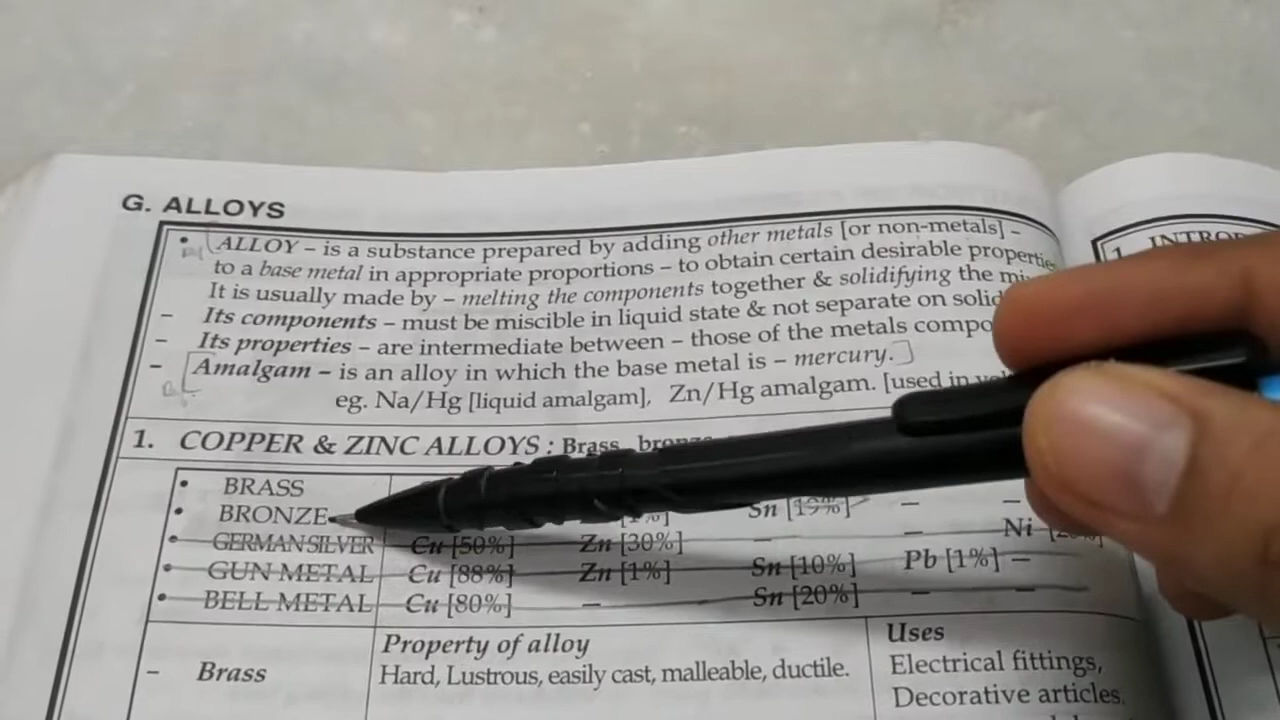 G. ALLOYS
• ALLOY – is a substance prepared by adding other metals [or non-metals] –
to a base metal in appropriate proportions – to obtain certain desirable
It is usually made by – melting the components together & solidifying the
– Its components – must be miscible in liquid state & not separate on
– Its properties – are intermediate between – those of the metals
– Amalgam – is an alloy in which the base metal is – mercury.
eg. Na/Hg [liquid amalgam], Zn/Hg amalgam. [used in
1. COPPER & ZINC ALLOYS : Brass,
• BRASS
• BRONZE Sn [19%] – –
• GERMAN SILVER Cu [50%] Zn [30%] – – Ni
• GUN METAL Cu [88%] Zn [1%] Sn [10%] Pb [1%] –
• BELL METAL Cu [80%] – Sn [20%] – –
Property of alloy Uses
– Brass Hard, Lustrous, easily cast, malleable, ductile. Electrical fittings,
Decorative articles,
1.